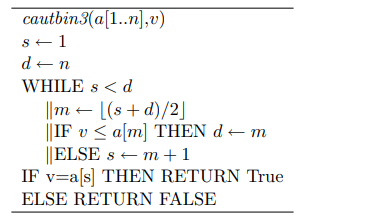 cautbin3(a[1..n],v)
s ← 1
d ← n
WHILE s < d
‖m ← ⌊(s + d)/2⌋
‖IF v ≤ a[m] THEN d ← m
‖ELSE s ← m + 1
IF v=a[s] THEN RETURN True
ELSE RETURN FALSE